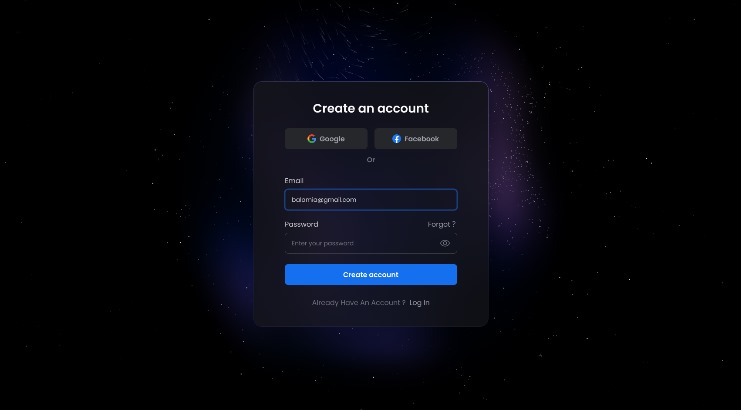 Create an account
Google
Facebook
Or
Email
balamia@gmail.com
Password Forgot ?
Enter your password
Create account
Already Have An Account ? Log In